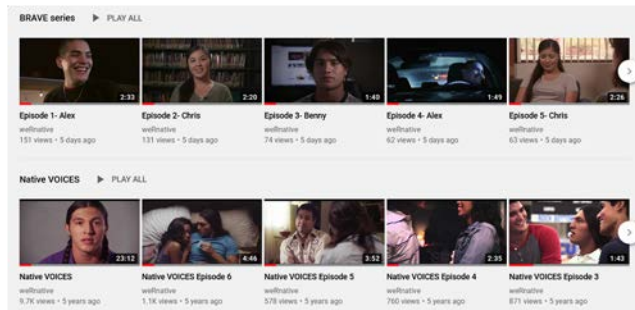 BRAVE series ▶ PLAY ALL
2:33
2:20
1:40
1:49
2:26
Episode 1- Alex
Episode 2- Chris
Episode 3- Benny
Episode 4- Alex
Episode 5- Chris
weRnative
weRnative
weRnative
weRnative
weRnative
151 views • 5 days ago
131 views • 5 days ago
74 views • 5 days ago
62 views • 5 days ago
63 views • 5 days ago
Native VOICES ▶ PLAY ALL
23:12
4:46
3:52
2:35
1:43
Native VOICES
Native VOICES Episode 6
Native VOICES Episode 5
Native VOICES Episode 4
Native VOICES Episode 3
weRnative
weRnative
weRnative
weRnative
weRnative
9.7K views • 5 years ago
1.1K views • 5 years ago
578 views • 5 years ago
760 views • 5 years ago
871 views • 5 years ago